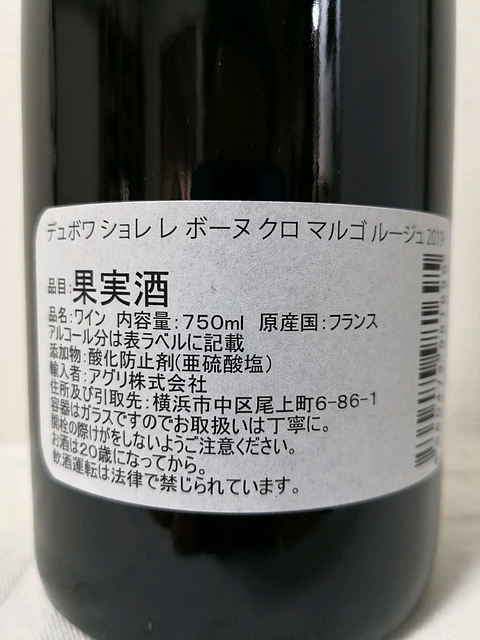 デュボワ ショレ レ ボーヌ クロ マルゴ ルージュ 2019
品目:果実酒
品名:ワイン 内容量:750ml 原産国:フランス
アルコール分は表ラベルに記載
添加物:酸化防止剤(亜硫酸塩)
輸入者:アグリ株式会社
住所及び引取先:横浜市中区尾上町6-86-1
容器はガラスですのでお取扱いは丁寧に。
開栓の際けがをしないようご注意ください。
お酒は20歳になってから。
飲酒運転は法律で禁じられています。